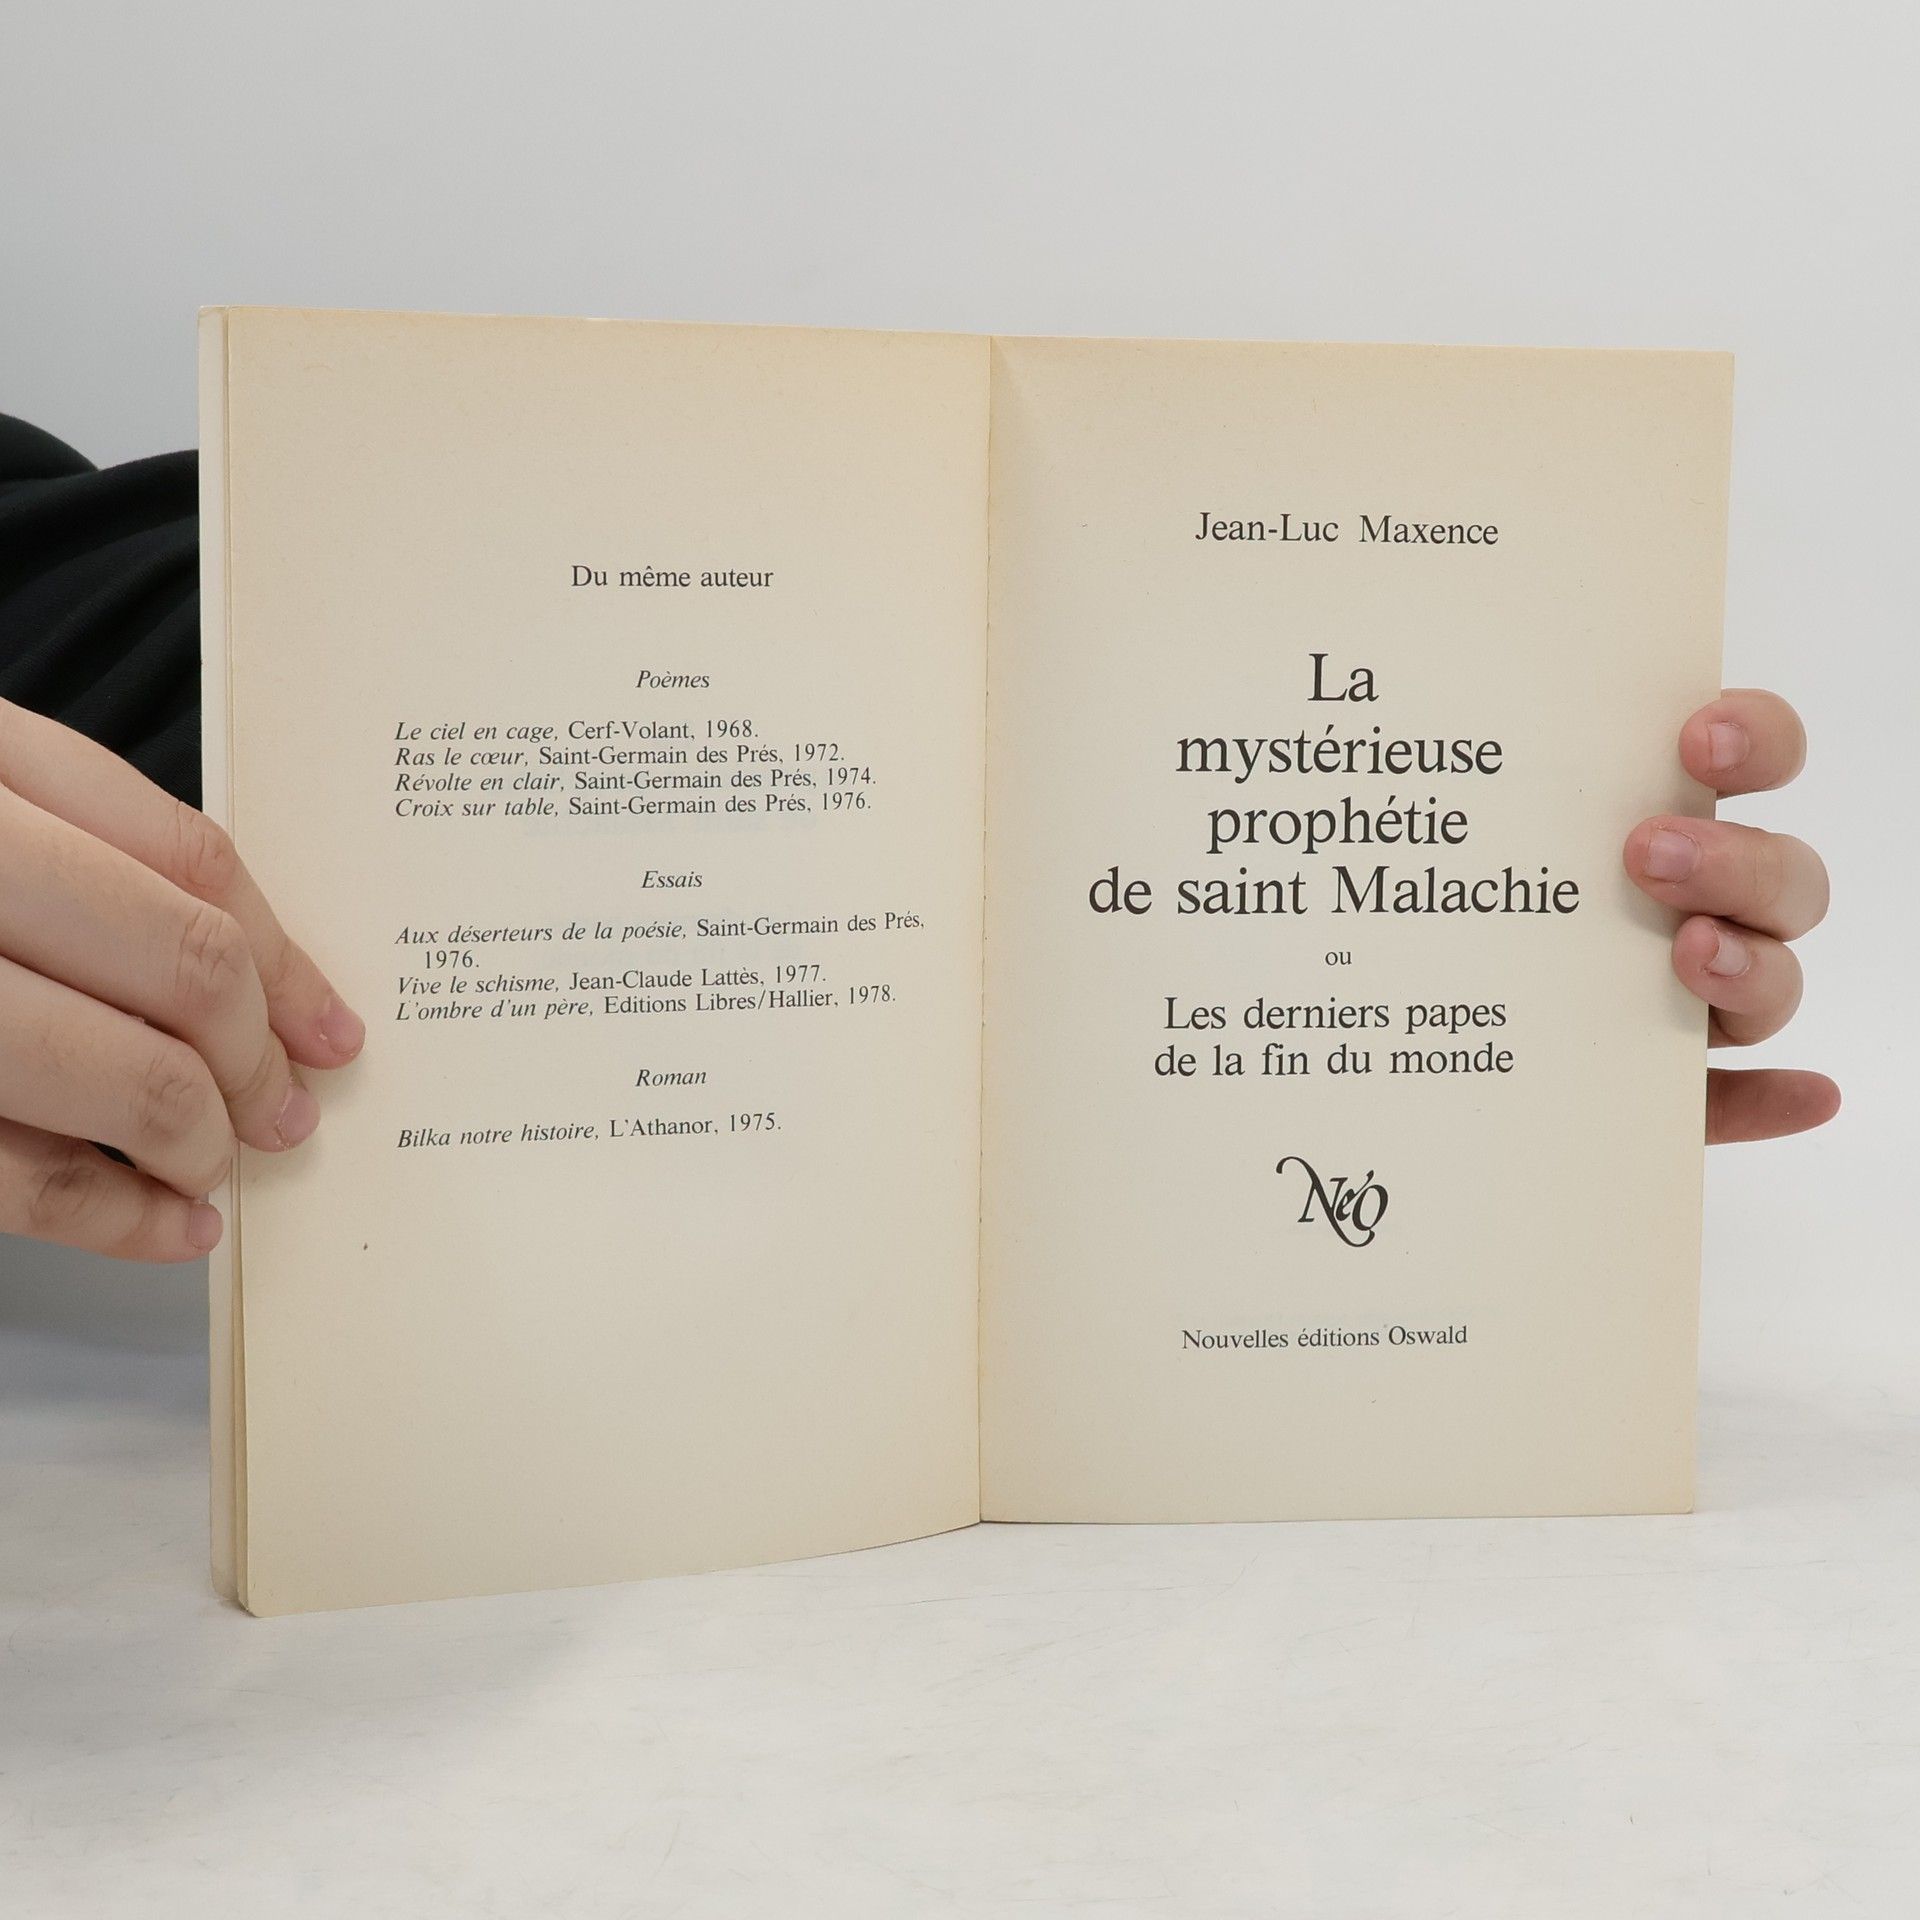 Du même auteur
Poèmes
Le ciel en cage, Cerf-Volant, 1968.
Ras le cœur, Saint-Germain des Prés, 1972.
Révolte en clair, Saint-Germain des Prés, 1974.
Croix sur table, Saint-Germain des Prés, 1976.
Essais
Aux déserteurs de la poésie, Saint-Germain des Prés,
1976.
Vive le schisme, Jean-Claude Lattès, 1977.
L'ombre d'un père, Editions Libres/Hallier, 1978.
Roman
Bilka notre histoire, L'Athanor, 1975.
Jean-Luc Maxence
La
mystérieuse
prophétie
de saint Malachie
ou
Les derniers papes
de la fin du monde
NéO
Nouvelles éditions Oswald